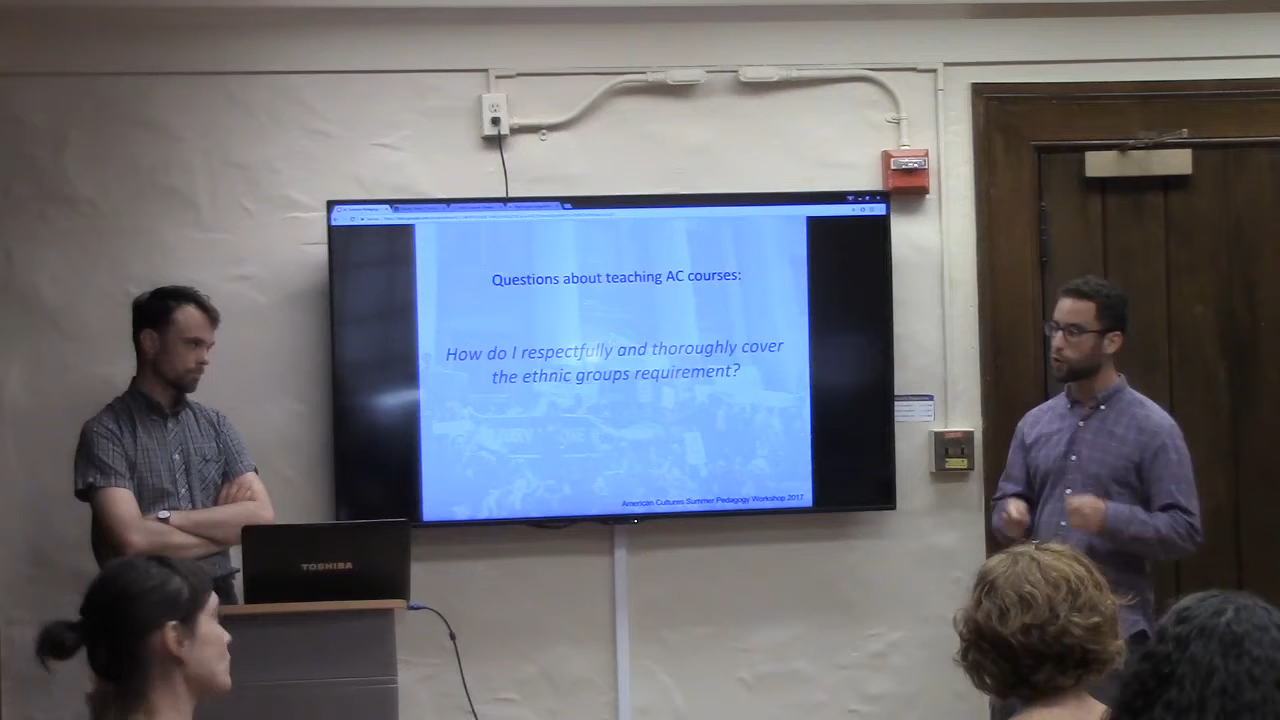 Questions about teaching AC courses:
How do I respectfully and thoroughly cover
the ethnic groups requirement?
American Cultures Summer Pedagogy Workshop 2017
TOSHIBA